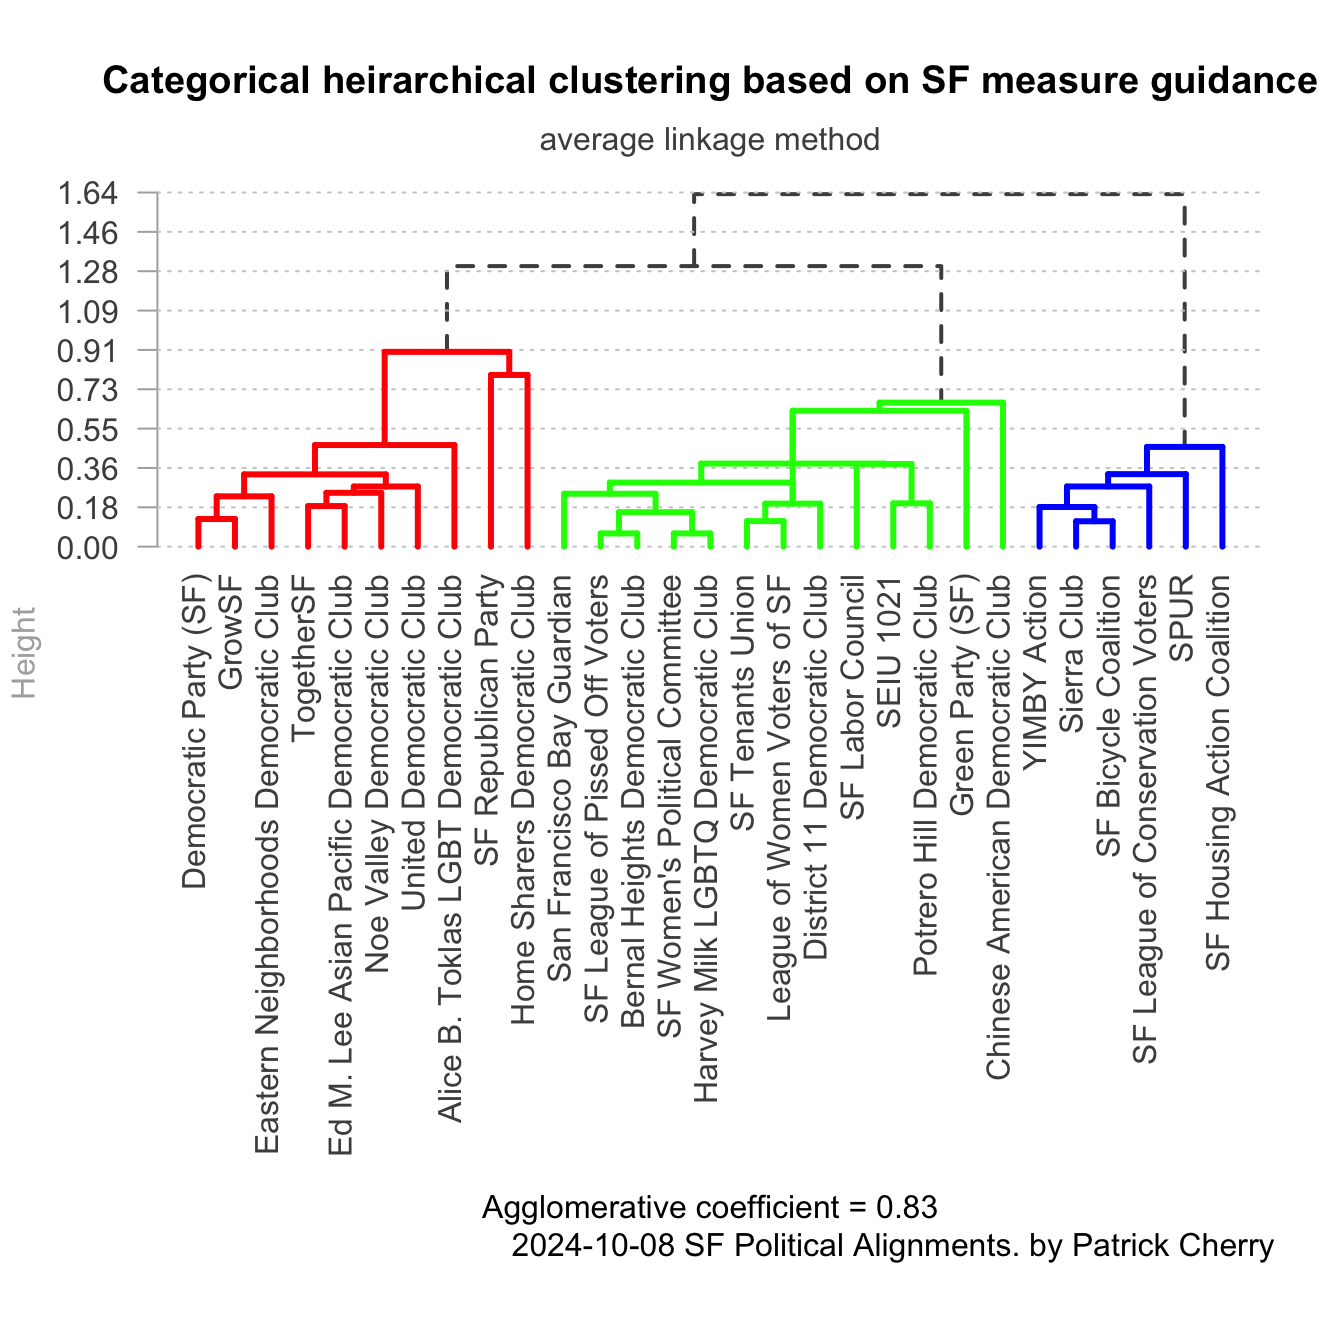 Categorical heirarchical clustering based on SF measure guidance
average linkage method
1.64
1.46
1.28
1.09
0.91
0.73
0.55
0.36
0.18
0.00
Height
Democratic Party (SF)
GrowSF
Eastern Neighborhoods Democratic Club
TogetherSF
Ed M. Lee Asian Pacific Democratic Club
Noe Valley Democratic Club
United Democratic Club
Alice B. Toklas LGBT Democratic Club
SF Republican Party
Home Sharers Democratic Club
San Francisco Bay Guardian
SF League of Pissed Off Voters
Bernal Heights Democratic Club
SF Women's Political Committee
Harvey Milk LGBTQ Democratic Club
SF Tenants Union
League of Women Voters of SF
District 11 Democratic Club
SF Labor Council
SEIU 1021
Potrero Hill Democratic Club
Green Party (SF)
Chinese American Democratic Club
YIMBY Action
Sierra Club
SF Bicycle Coalition
SF League of Conservation Voters
SPUR
SF Housing Action Coalition
Agglomerative coefficient = 0.83
2024-10-08 SF Political Alignments. by Patrick Cherry